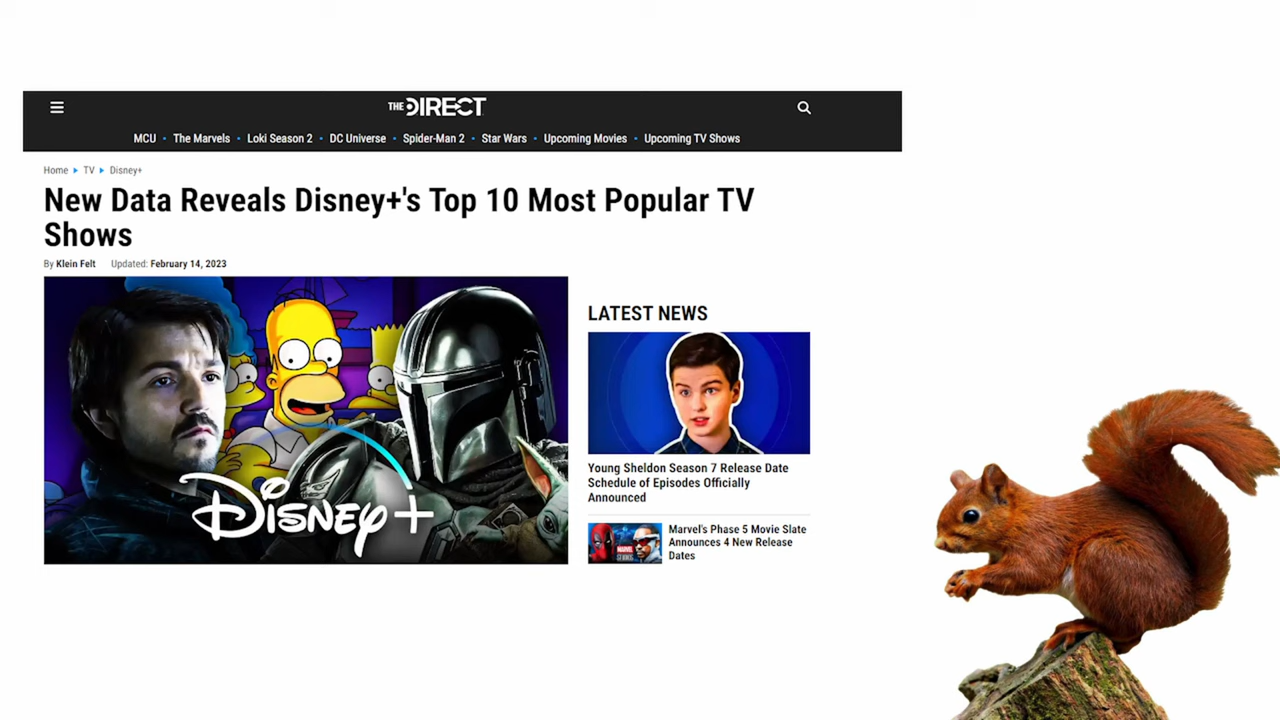 THE DIRECT
MCU • The Marvels • Loki Season 2 • DC Universe • Spider-Man 2 • Star Wars • Upcoming Movies • Upcoming TV Shows
Home ▸ TV ▸ Disney+
New Data Reveals Disney+'s Top 10 Most Popular TV
Shows
By Klein Felt Updated: February 14, 2023
Disney+
LATEST NEWS
Young Sheldon Season 7 Release Date
Schedule of Episodes Officially
Announced
MARVEL
STUDIOS
Marvel's Phase 5 Movie Slate
Announces 4 New Release
Dates